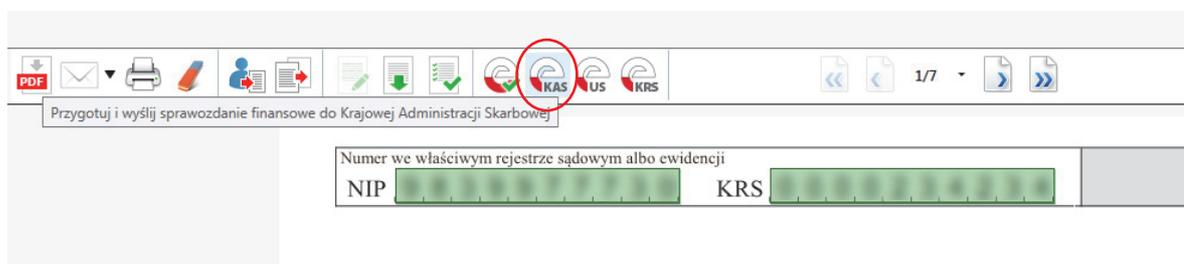 PDF KAS US KRS 1/7
Przygotuj i wyślij sprawozdanie finansowe do Krajowej Administracji Skarbowej
Numer we właściwym rejestrze sądowym albo ewidencji
NIP KRS